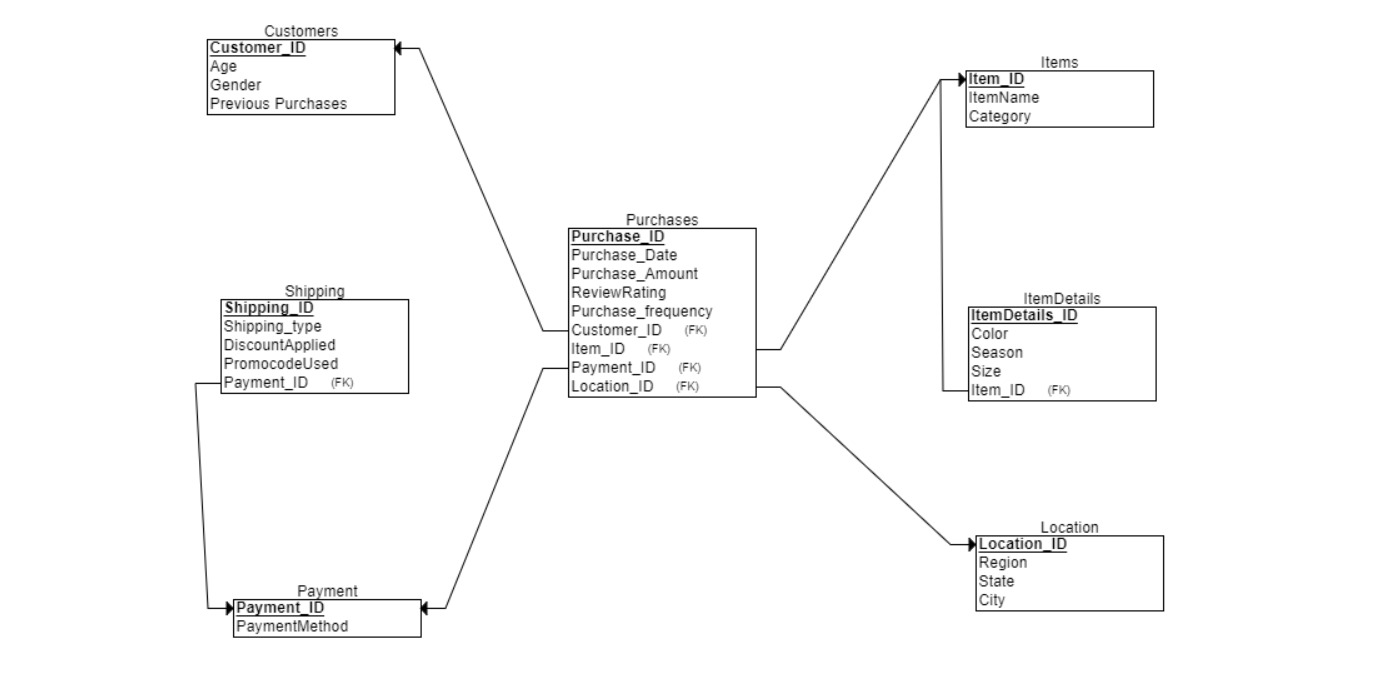 Customers
Customer_ID
Age
Gender
Previous Purchases
Items
Item_ID
ItemName
Category
Purchases
Purchase_ID
Purchase_Date
Purchase_Amount
ReviewRating
Purchase_frequency
Customer_ID (FK)
Item_ID (FK)
Payment_ID (FK)
Location_ID (FK)
Shipping
Shipping_ID
Shipping_type
DiscountApplied
PromocodeUsed
Payment_ID (FK)
ItemDetails
ItemDetails_ID
Color
Season
Size
Item_ID (FK)
Location
Location_ID
Region
State
City
Payment
Payment_ID
PaymentMethod